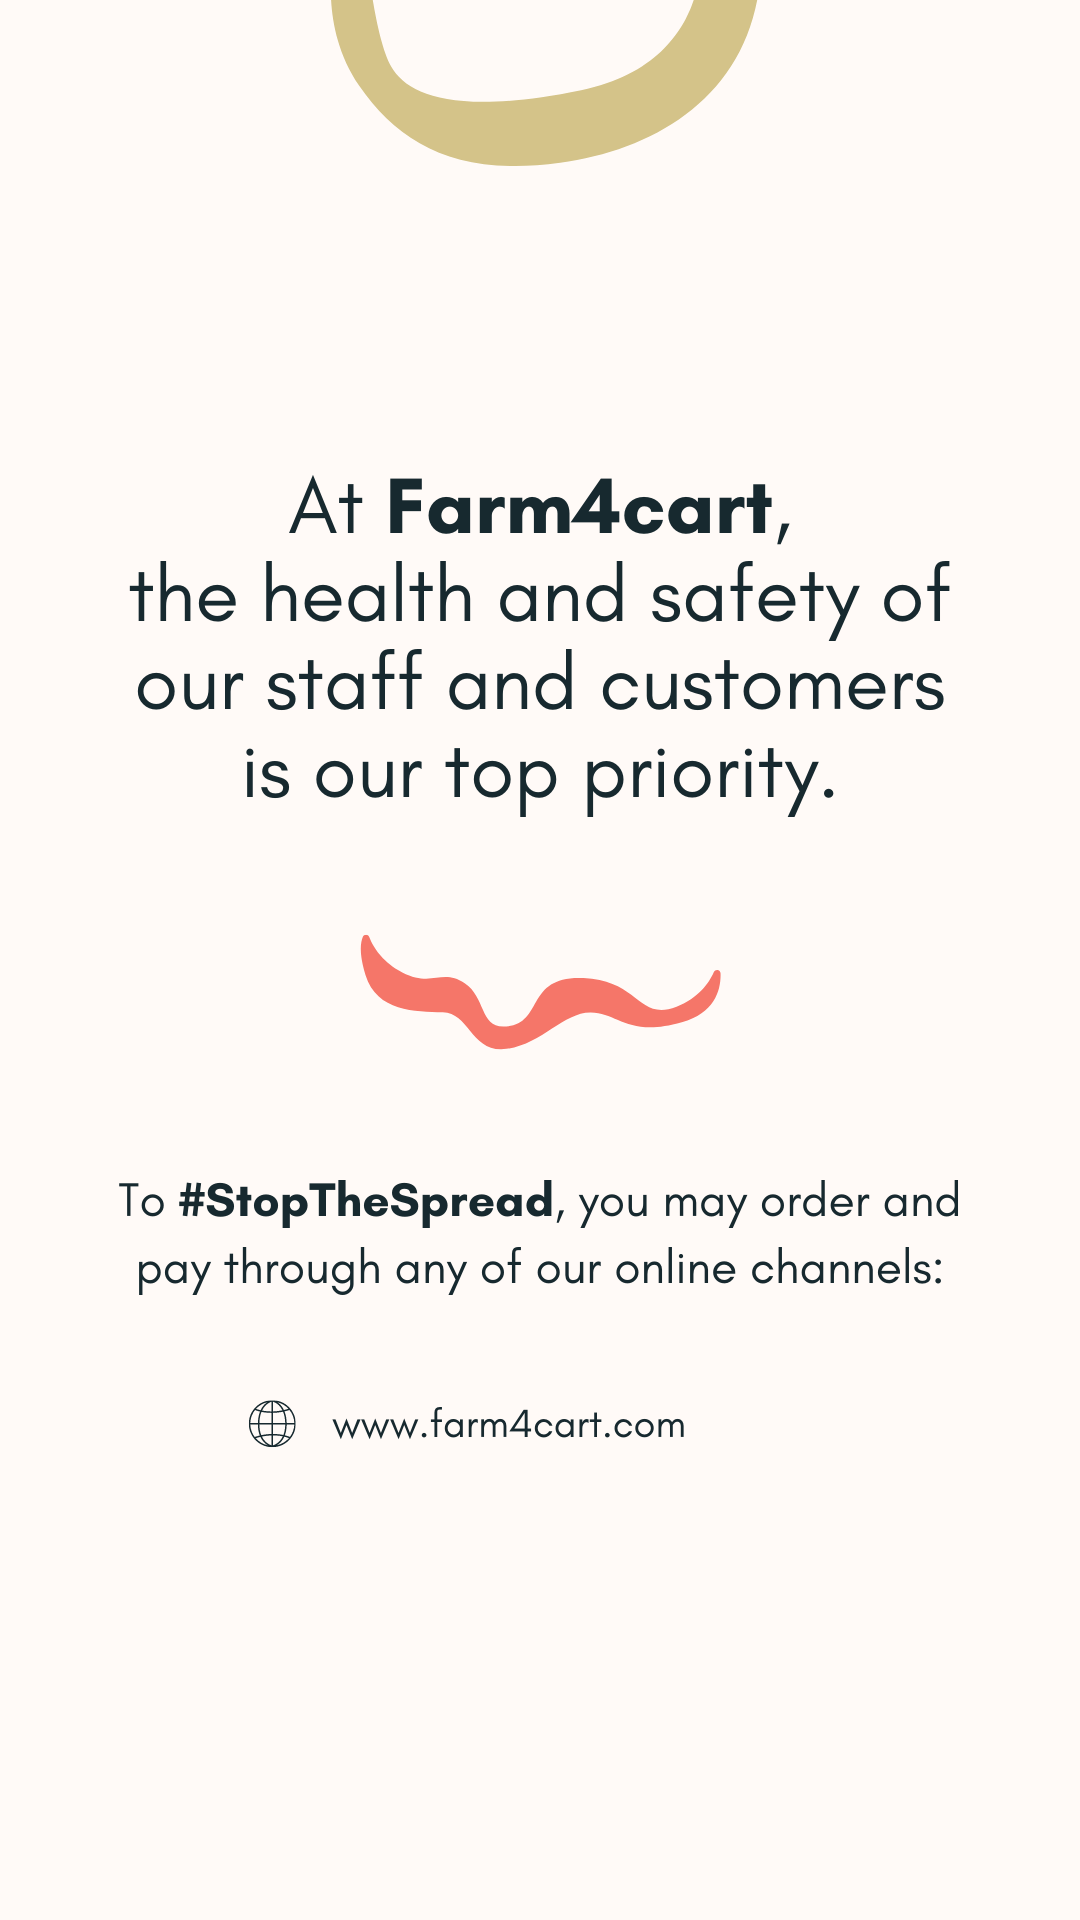 At Farm4cart,
the health and safety of
our staff and customers
is our top priority.
To #StopTheSpread, you may order and
pay through any of our online channels:
www.farm4cart.com